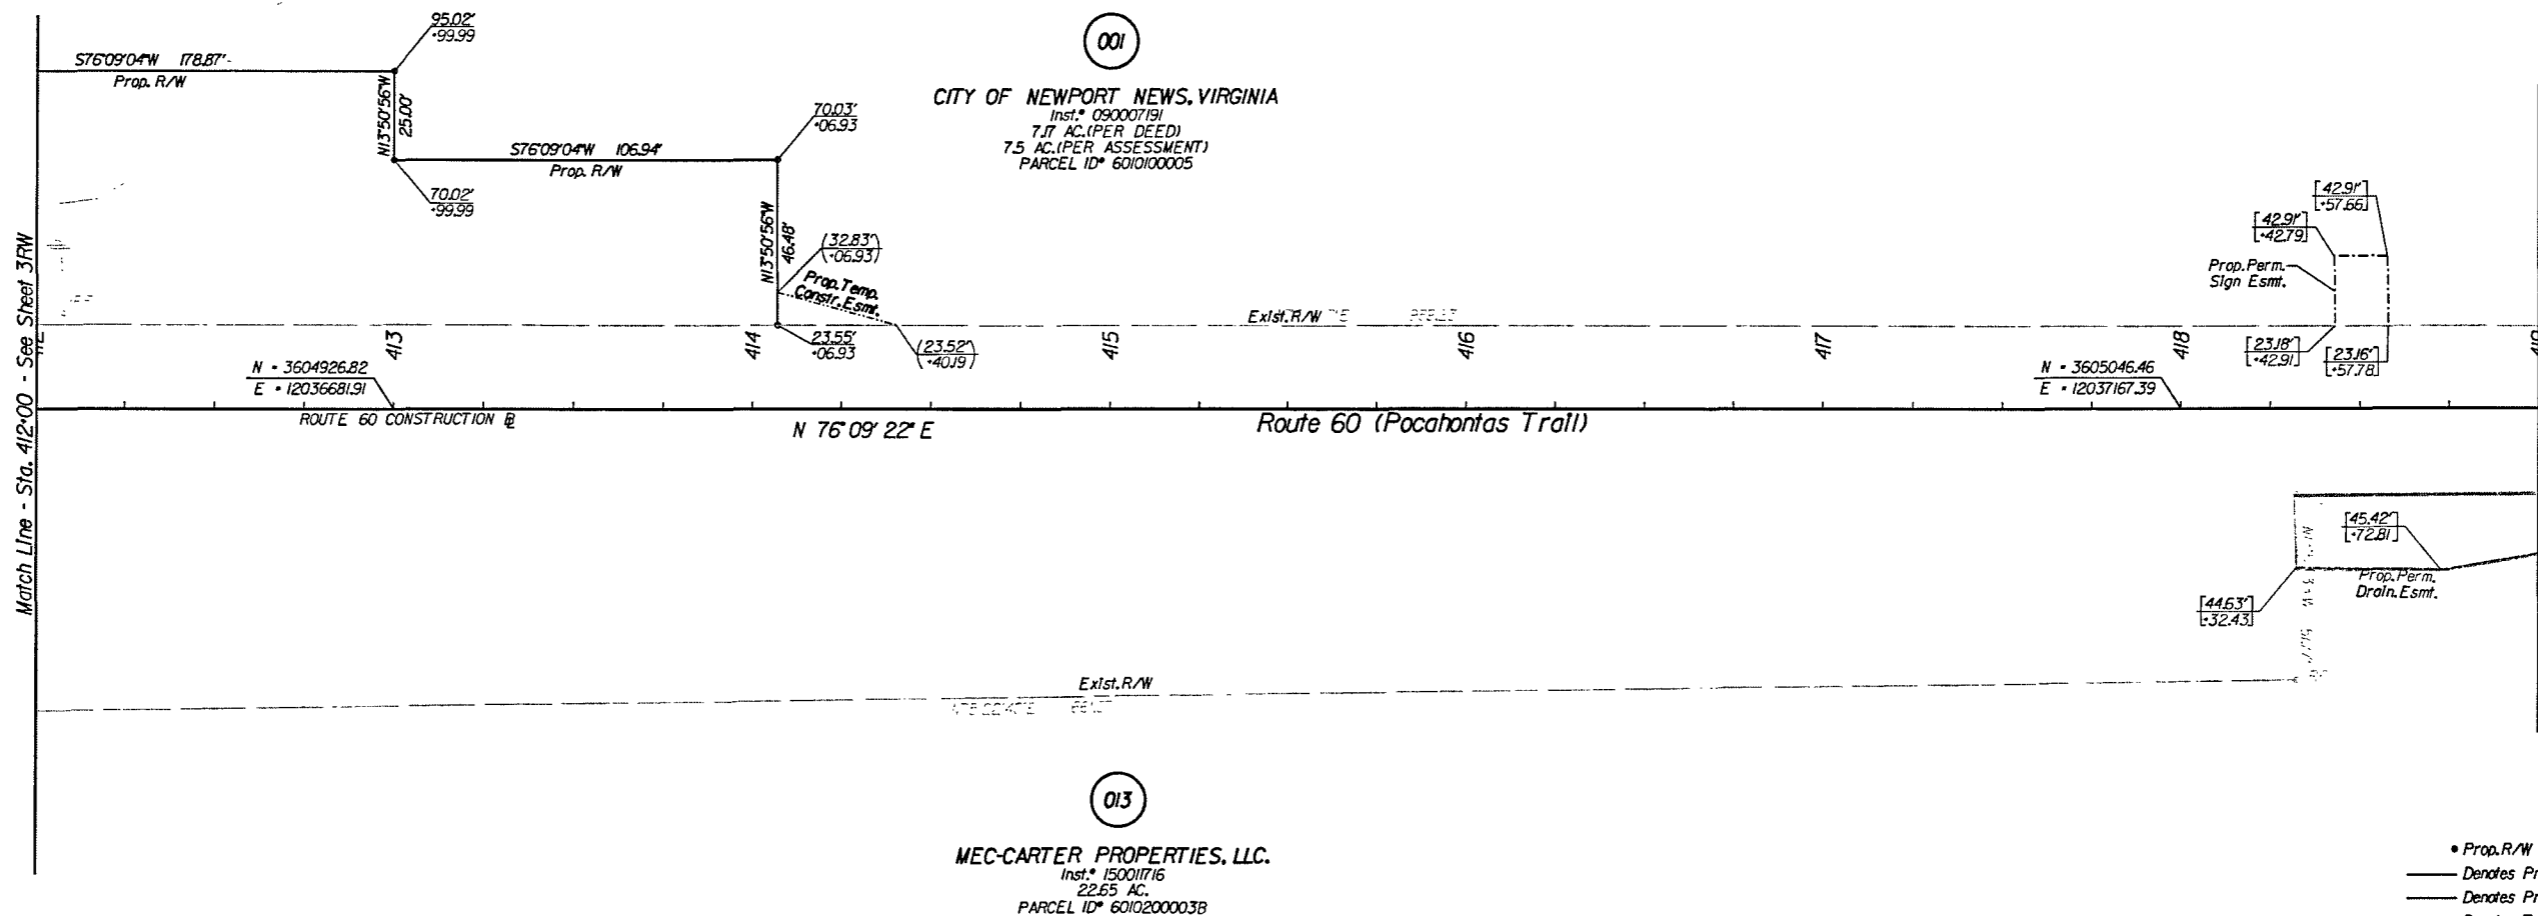 95.02'
+99.99
001
S76°09'04"W 178.87'
Prop. R/W
N13°50'56"W
25.00'
CITY OF NEWPORT NEWS, VIRGINIA
Inst.# 090007191
7.17 AC.(PER DEED)
7.5 AC.(PER ASSESSMENT)
PARCEL ID# 6010100005
70.03'
+06.93
S76°09'04"W 106.94'
Prop. R/W
70.02'
+99.99
N13°50'56"W
46.48'
(32.83')
(+06.93)
Prop. Temp.
Constr. Esmt.
[42.91']
[+57.66]
[42.91']
[+42.79]
Prop. Perm.
Sign Esmt.
Exist. R/W
Match Line - Sta. 412+00 - See Sheet 3RW
413
414
415
416
417
418
23.55'
+06.93
(23.52')
(+40.19)
[23.18']
[+42.91]
[23.16']
[+57.78]
N = 3604926.82
E = 12036681.91
N = 3605046.46
E = 12037167.39
ROUTE 60 CONSTRUCTION ℄
N 76°09'22" E
Route 60 (Pocahontas Trail)
[45.42']
[+72.81]
Prop. Perm.
Drain. Esmt.
[44.63']
[+32.43]
Exist. R/W
013
MEC-CARTER PROPERTIES, LLC.
Inst.# 150011716
22.65 AC.
PARCEL ID# 6010200003B
• Prop. R/W
Denotes Pr
Denotes Pr